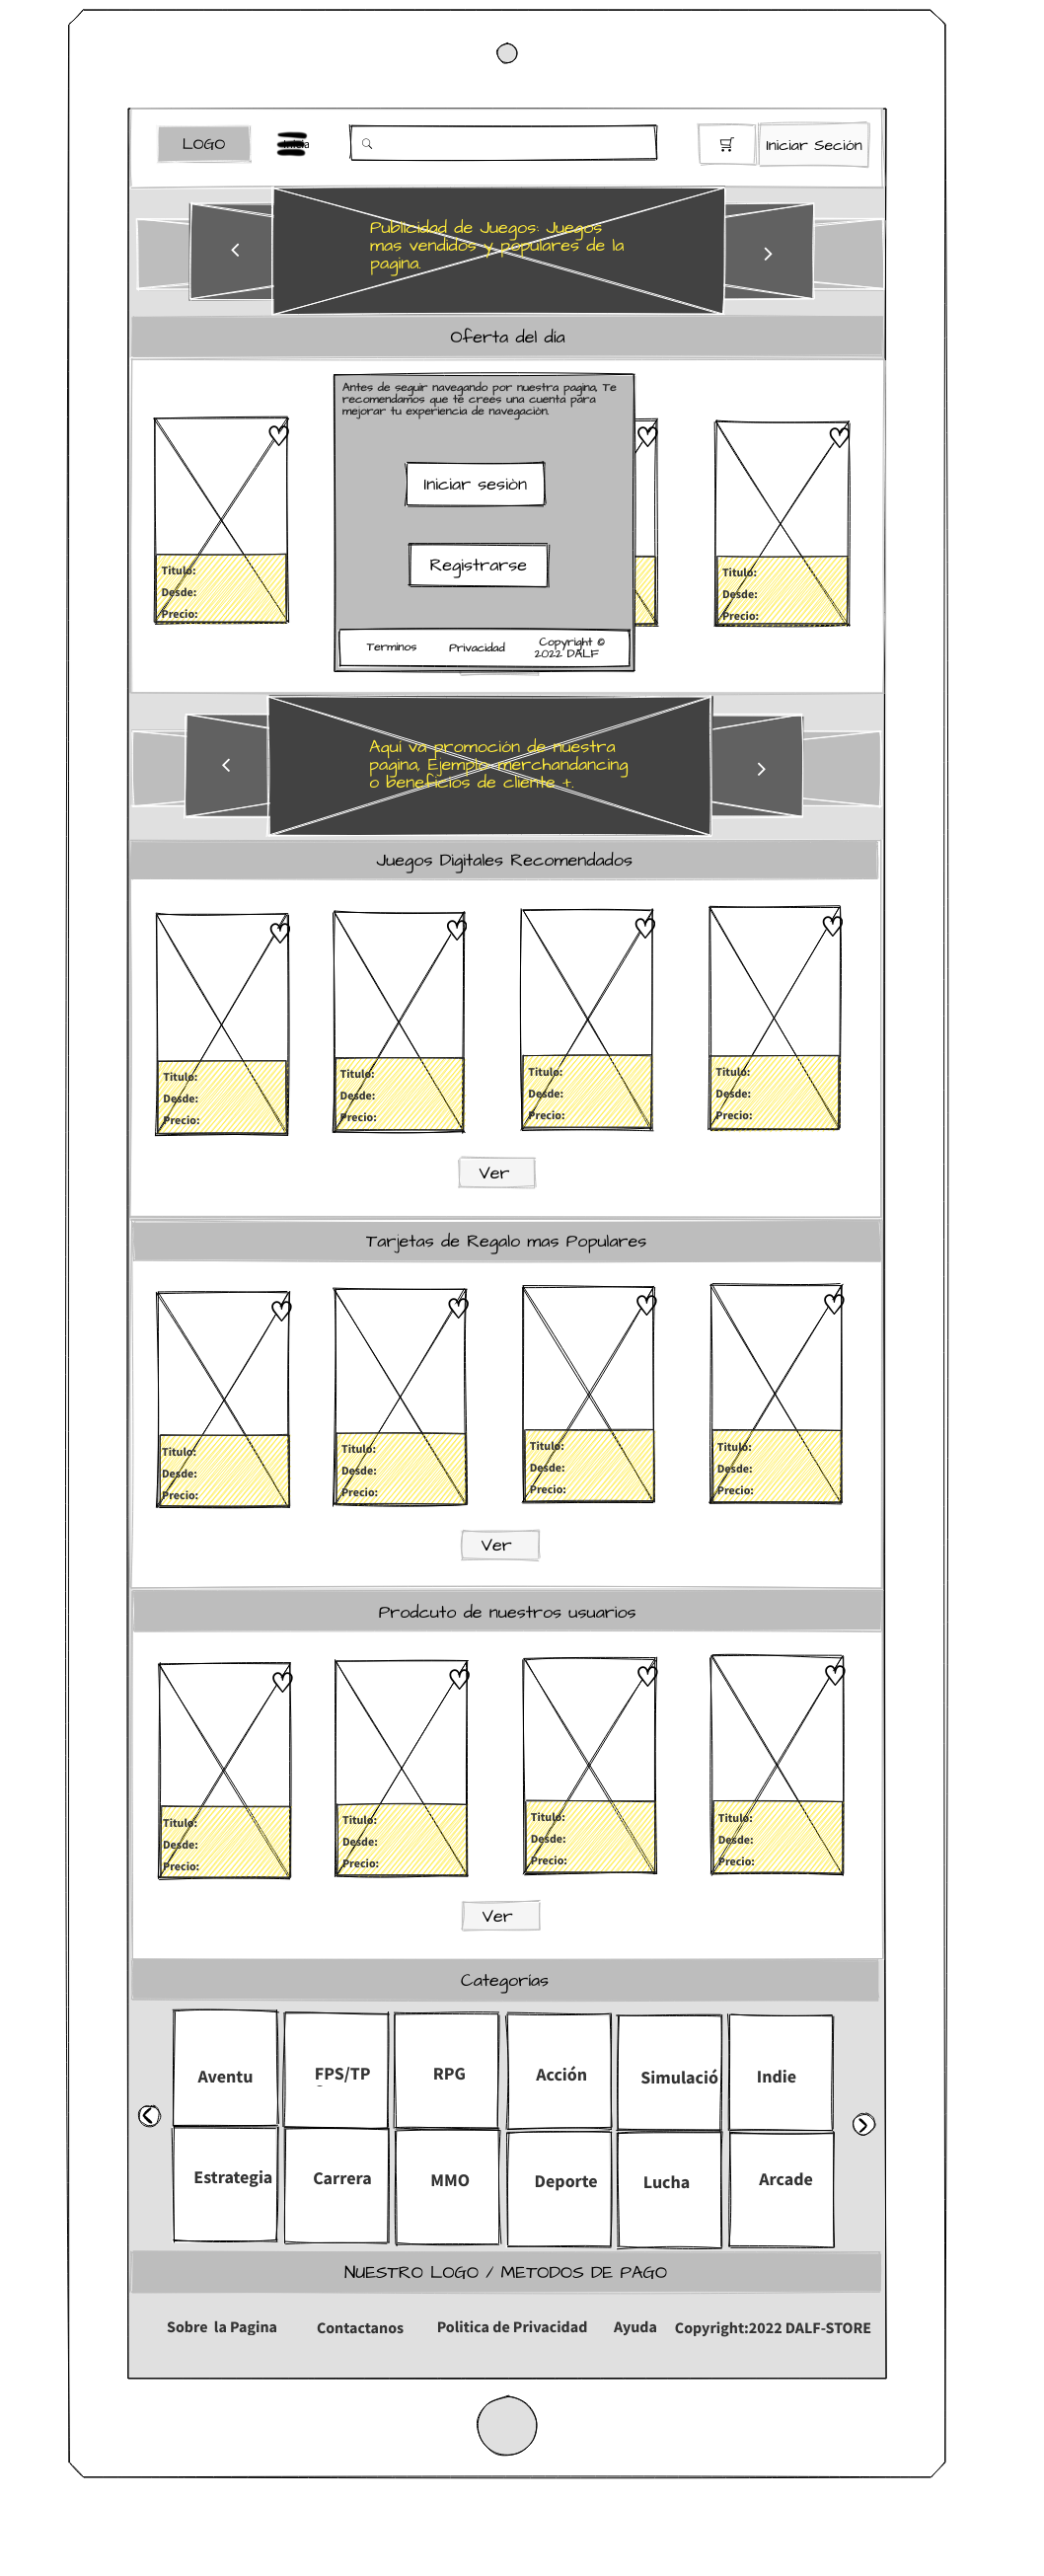 LOGO
Iniciar Seción
Publicidad de Juegos: Juegos
mas vendidos y populares de la
pagina.
Oferta del día
Antes de seguir navegando por nuestra pagina, Te
recomendamos que te crees una cuenta para
mejorar tu experiencia de navegación.
Iniciar sesión
Registrarse
Terminos
Privacidad
Copyright ©
2022 DALF
Titulo:
Desde:
Precio:
Titulo:
Desde:
Precio:
Aqui va promoción de nuestra
pagina, Ejemplo merchandancing
o beneficios de cliente +.
Juegos Digitales Recomendados
Titulo:
Desde:
Precio:
Titulo:
Desde:
Precio:
Titulo:
Desde:
Precio:
Titulo:
Desde:
Precio:
Ver
Tarjetas de Regalo mas Populares
Titulo:
Desde:
Precio:
Titulo:
Desde:
Precio:
Titulo:
Desde:
Precio:
Titulo:
Desde:
Precio:
Ver
Prodcuto de nuestros usuarios
Titulo:
Desde:
Precio:
Titulo:
Desde:
Precio:
Titulo:
Desde:
Precio:
Titulo:
Desde:
Precio:
Ver
Categorias
Aventu
FPS/TP
RPG
Acción
Simulació
Indie
Estrategia
Carrera
MMO
Deporte
Lucha
Arcade
NUESTRO LOGO / METODOS DE PAGO
Sobre la Pagina
Contactanos
Politica de Privacidad
Ayuda
Copyright:2022 DALF-STORE